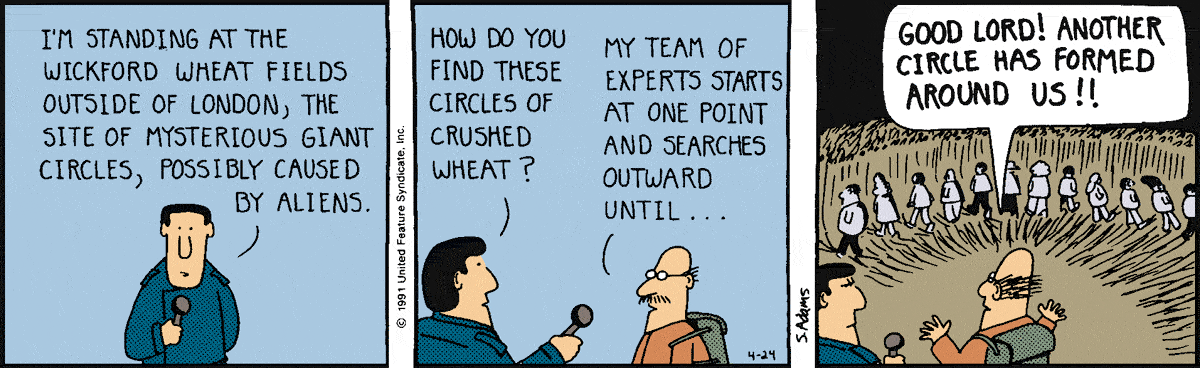 I'M STANDING AT THE
WICKFORD WHEAT FIELDS
OUTSIDE OF LONDON, THE
SITE OF MYSTERIOUS GIANT
CIRCLES, POSSIBLY CAUSED
BY ALIENS.
© 1991 United Feature Syndicate, Inc.
HOW DO YOU
FIND THESE
CIRCLES OF
CRUSHED
WHEAT?
MY TEAM OF
EXPERTS STARTS
AT ONE POINT
AND SEARCHES
OUTWARD
UNTIL...
4-24
S.Adams
GOOD LORD! ANOTHER
CIRCLE HAS FORMED
AROUND US!!